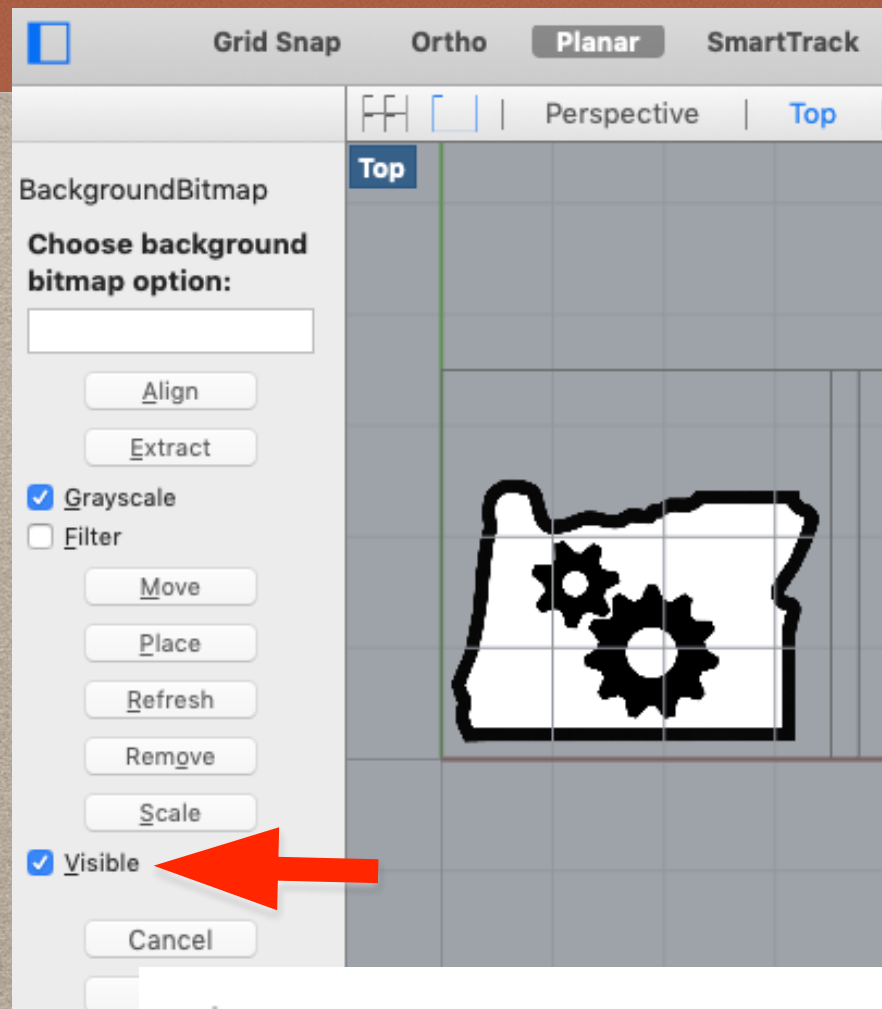 Grid Snap Ortho Planar SmartTrack
Perspective Top
Top
BackgroundBitmap
Choose background
bitmap option:
Align
Extract
Grayscale
Filter
Move
Place
Refresh
Remove
Scale
Visible
Cancel